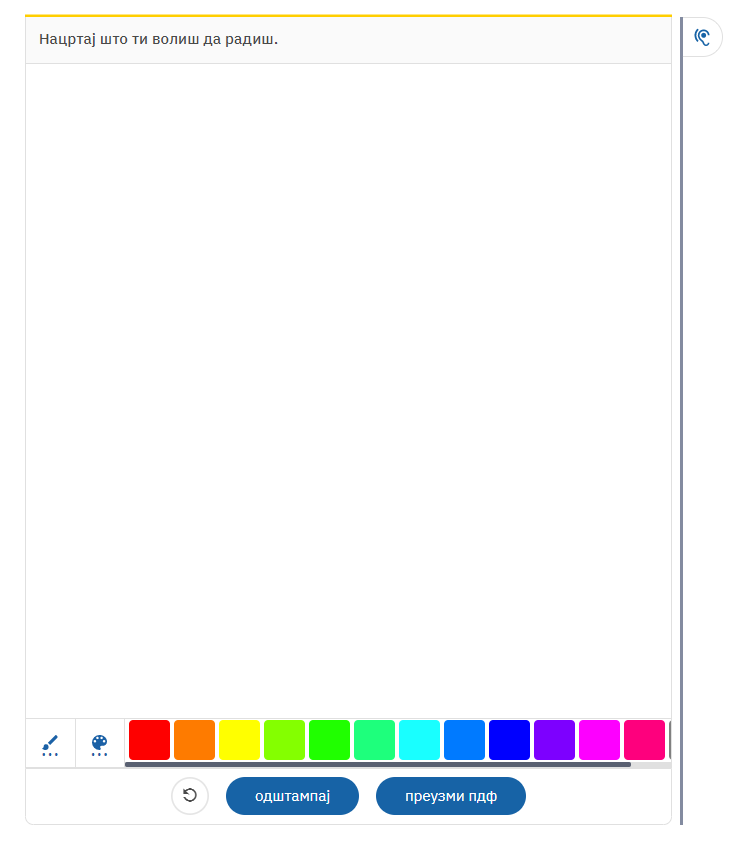 Нацртај што ти волиш да радиш.
одштампај
преузми пдф